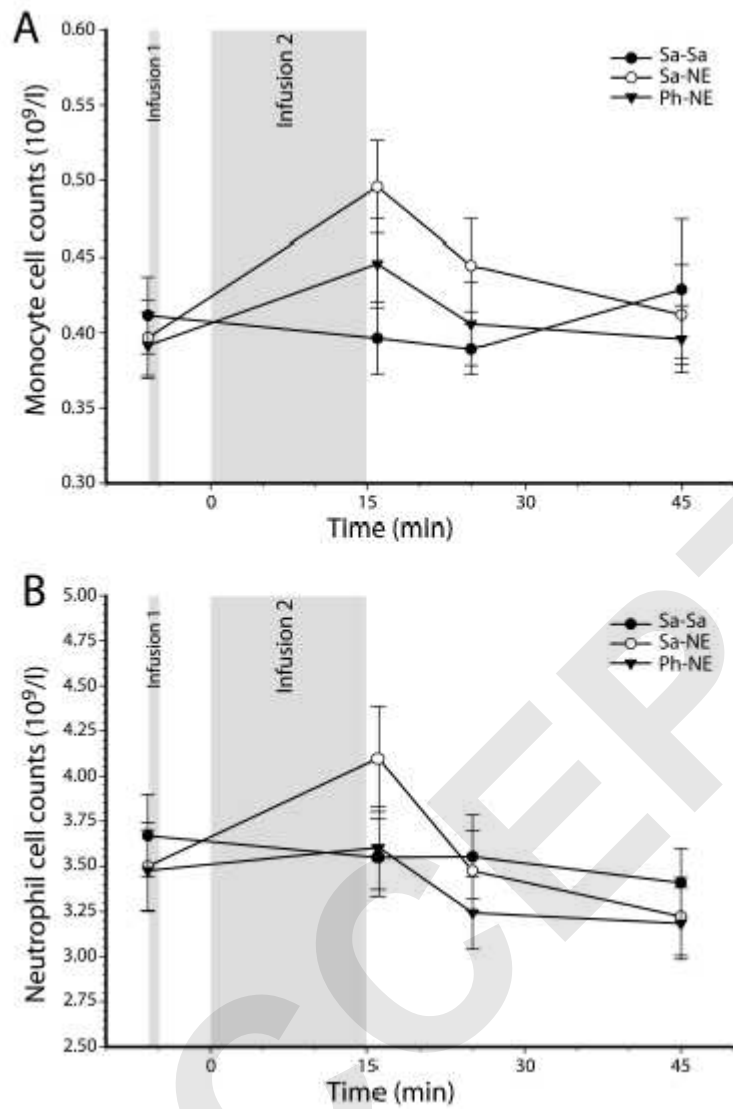 A
Monocyte cell counts (10⁹/l)
0.60
0.55
0.50
0.45
0.40
0.35
0.30
Infusion 1
Infusion 2
Sa-Sa
Sa-NE
Ph-NE
0
15
30
45
Time (min)
B
Neutrophil cell counts (10⁹/l)
5.00
4.75
4.50
4.25
4.00
3.75
3.50
3.25
3.00
2.75
2.50
Infusion 1
Infusion 2
Sa-Sa
Sa-NE
Ph-NE
0
15
30
45
Time (min)
CCEPT